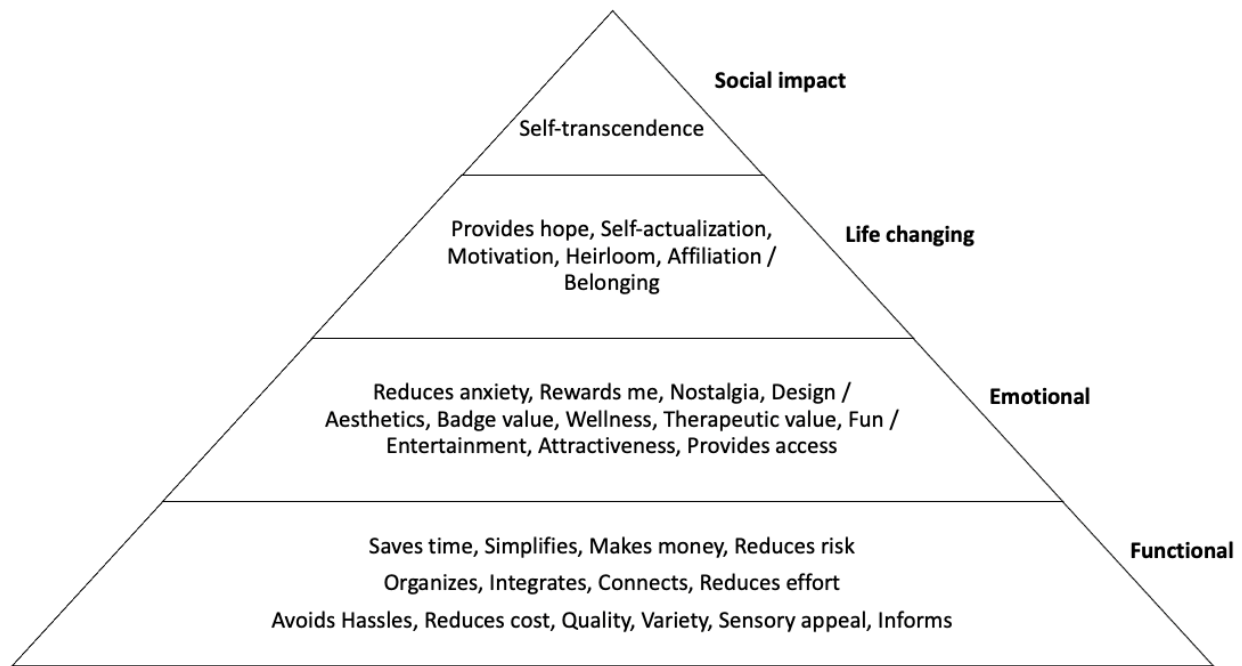 Social impact
Self-transcendence
Provides hope, Self-actualization,
Motivation, Heirloom, Affiliation /
Belonging
Life changing
Reduces anxiety, Rewards me, Nostalgia, Design /
Aesthetics, Badge value, Wellness, Therapeutic value, Fun /
Entertainment, Attractiveness, Provides access
Emotional
Saves time, Simplifies, Makes money, Reduces risk
Organizes, Integrates, Connects, Reduces effort
Avoids Hassles, Reduces cost, Quality, Variety, Sensory appeal, Informs
Functional